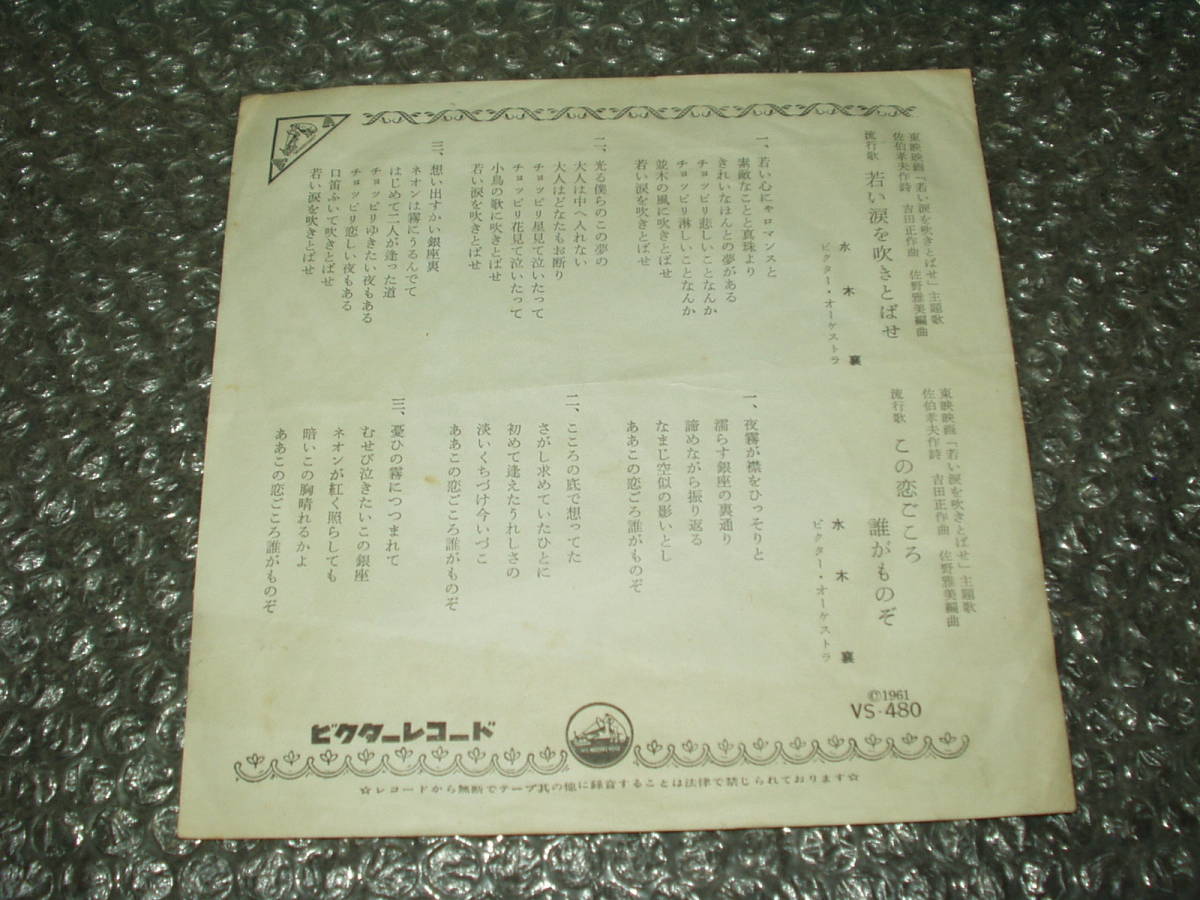 東映映画「若い涙を吹きとばせ」主題歌
佐伯孝夫作詩 吉田正作曲 佐野雅美編曲
流行歌 若い涙を吹きとばせ
水木襄
ビクター・オーケストラ
一、若い心にゃロマンスと
素敵なことと真珠より
きれいなほんとの夢がある
チョッピリ悲しいことなんか
チョッピリ淋しいことなんか
並木の風に吹きとばせ
若い涙を吹きとばせ
二、光る僕らのこの夢の
大人は中へ入れない
大人はどなたもお断り
チョッピリ星見て泣いたって
チョッピリ花見て泣いたって
小鳥の歌に吹きとばせ
若い涙を吹きとばせ
三、想い出すかい銀座裏
ネオンは霧にうるんでて
はじめて二人が逢った道
チョッピリゆきたい夜もある
チョッピリ恋しい夜もある
口笛ふいて吹きとばせ
若い涙を吹きとばせ
東映映画「若い涙を吹きとばせ」主題歌
佐伯孝夫作詩 吉田正作曲 佐野雅美編曲
流行歌 この恋ごころ
誰がものぞ
水木襄
ビクター・オーケストラ
一、夜霧が襟をひっそりと
濡らす銀座の裏通り
諦めながら振り返る
なまじ空似の影いとし
ああこの恋ごころ誰がものぞ
二、こころの底で想ってた
さがし求めていたひとに
初めて逢えたうれしさの
淡いくちづけ今いづこ
ああこの恋ごころ誰がものぞ
三、憂ひの霧につつまれて
むせび泣きたいこの銀座
ネオンが紅く照らしても
暗いこの胸晴れるかよ
ああこの恋ごころ誰がものぞ
©1961
VS-480
ビクターレコード
☆レコードから無断でテープ其の他に録音することは法律で禁じられております☆